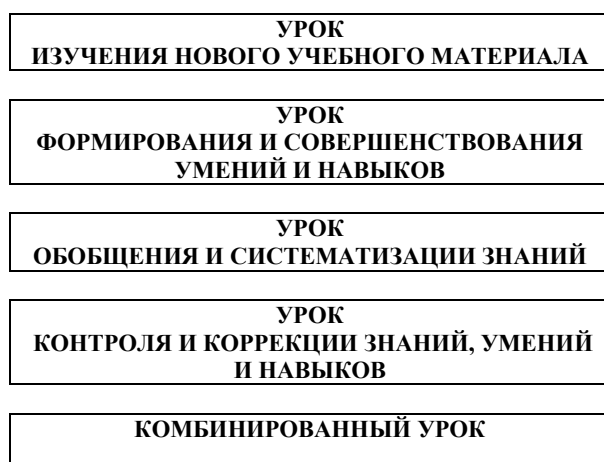 УРОК
ИЗУЧЕНИЯ НОВОГО УЧЕБНОГО МАТЕРИАЛА
УРОК
ФОРМИРОВАНИЯ И СОВЕРШЕНСТВОВАНИЯ
УМЕНИЙ И НАВЫКОВ
УРОК
ОБОБЩЕНИЯ И СИСТЕМАТИЗАЦИИ ЗНАНИЙ
УРОК
КОНТРОЛЯ И КОРРЕКЦИИ ЗНАНИЙ, УМЕНИЙ
И НАВЫКОВ
КОМБИНИРОВАННЫЙ УРОК